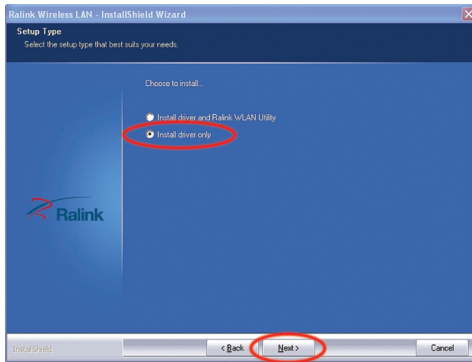 Ralink Wireless LAN - InstallShield Wizard
Setup Type
Select the setup type that best suits your needs.
Choose to install...
Install driver and Ralink WLAN Utility
Install driver only
Ralink
InstallShield
< Back
Next >
Cancel